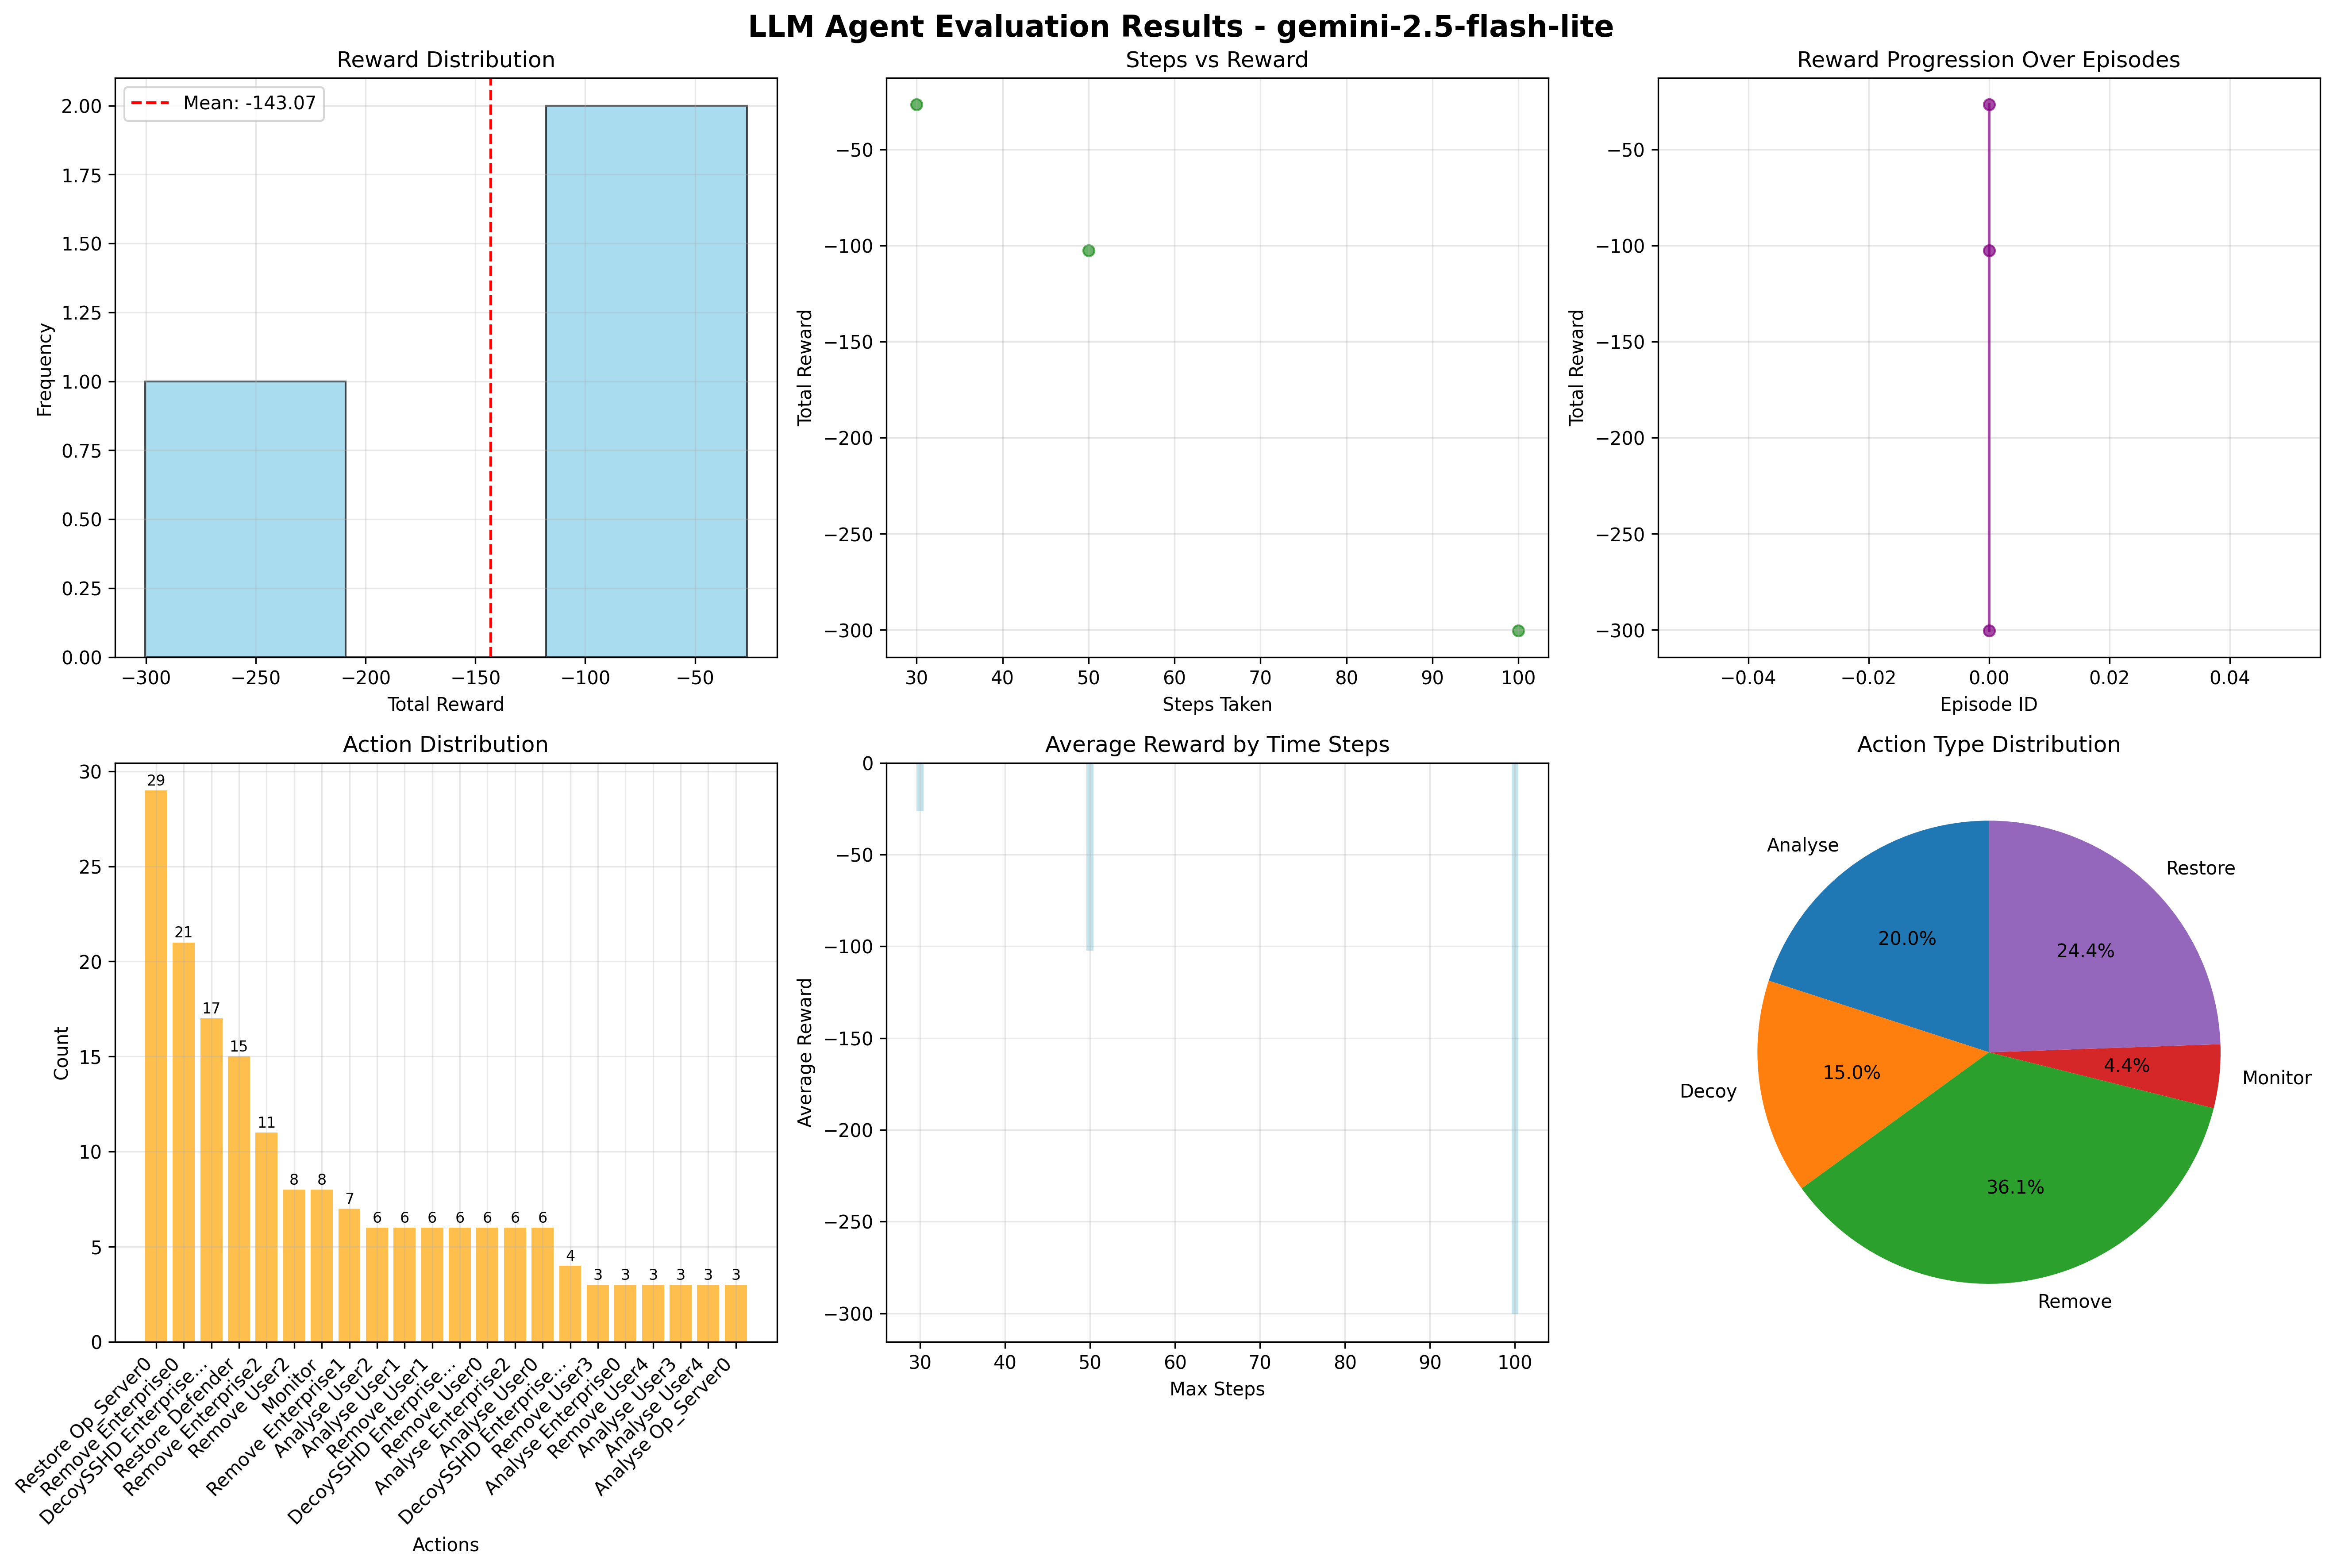 LLM Agent Evaluation Results - gemini-2.5-flash-lite
Reward Distribution
Mean: -143.07
2.00
1.75
1.50
1.25
1.00
0.75
0.50
0.25
0.00
Frequency
−300
−250
−200
−150
−100
−50
Total Reward
Steps vs Reward
−50
−100
−150
−200
−250
−300
Total Reward
30
40
50
60
70
80
90
100
Steps Taken
Reward Progression Over Episodes
−50
−100
−150
−200
−250
−300
Total Reward
−0.04
−0.02
0.00
0.02
0.04
Episode ID
Action Distribution
30
25
20
15
10
5
0
Count
29
21
17
15
11
8
8
7
6
6
6
6
6
6
6
4
3
3
3
3
3
3
Restore Op_Server0
Remove Enterprise0
DecoySSHD Enterprise...
Restore Defender
Remove Enterprise2
Remove User2
Monitor
Remove Enterprise1
Analyse User2
Analyse User1
Remove User1
DecoySSHD Enterprise...
Remove User0
Analyse Enterprise2
Analyse User0
DecoySSHD Enterprise...
Remove User3
Analyse Enterprise0
Remove User4
Analyse User3
Analyse User4
Analyse Op_Server0
Actions
Average Reward by Time Steps
0
−50
−100
−150
−200
−250
−300
Average Reward
30
40
50
60
70
80
90
100
Max Steps
Action Type Distribution
Analyse
20.0%
Decoy
15.0%
Remove
36.1%
Monitor
4.4%
Restore
24.4%